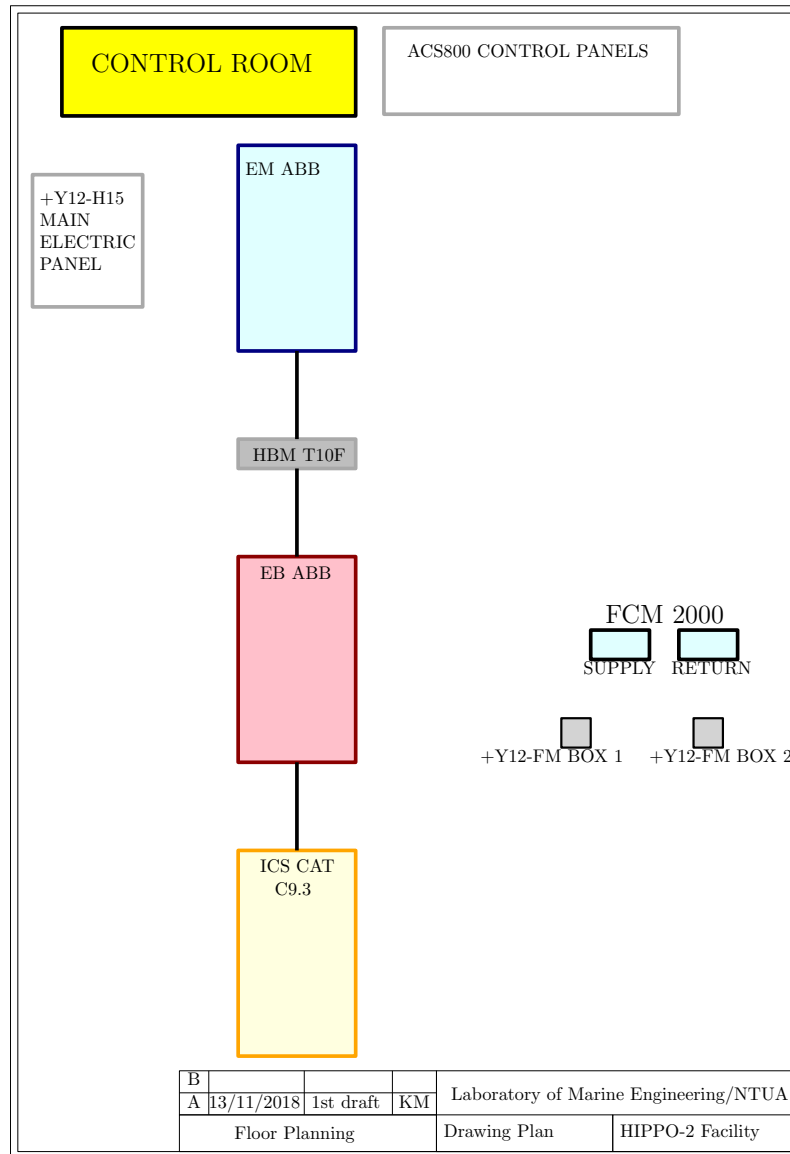 CONTROL ROOM
ACS800 CONTROL PANELS
EM ABB
+Y12-H15
MAIN
ELECTRIC
PANEL
HBM T10F
EB ABB
FCM 2000
SUPPLY
RETURN
+Y12-FM BOX 1
+Y12-FM BOX 2
ICS CAT
C9.3
B
A 13/11/2018 1st draft KM
Laboratory of Marine Engineering/NTUA
Floor Planning
Drawing Plan
HIPPO-2 Facility